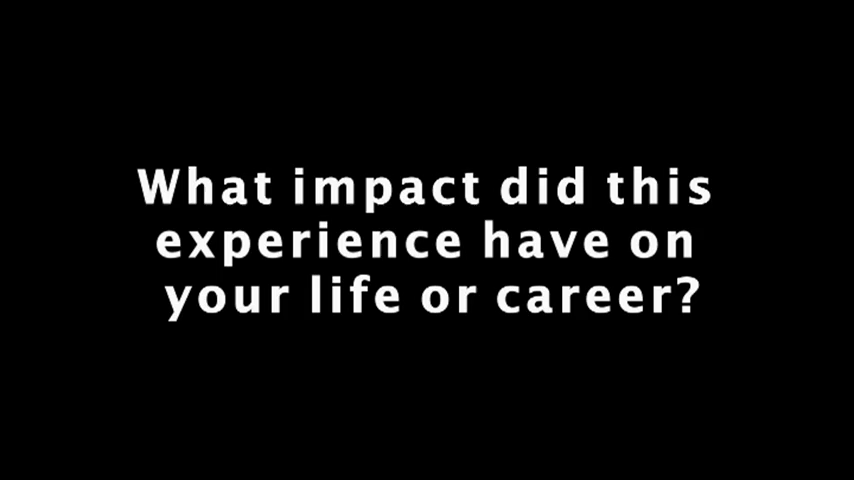 What impact did this
experience have on
your life or career?